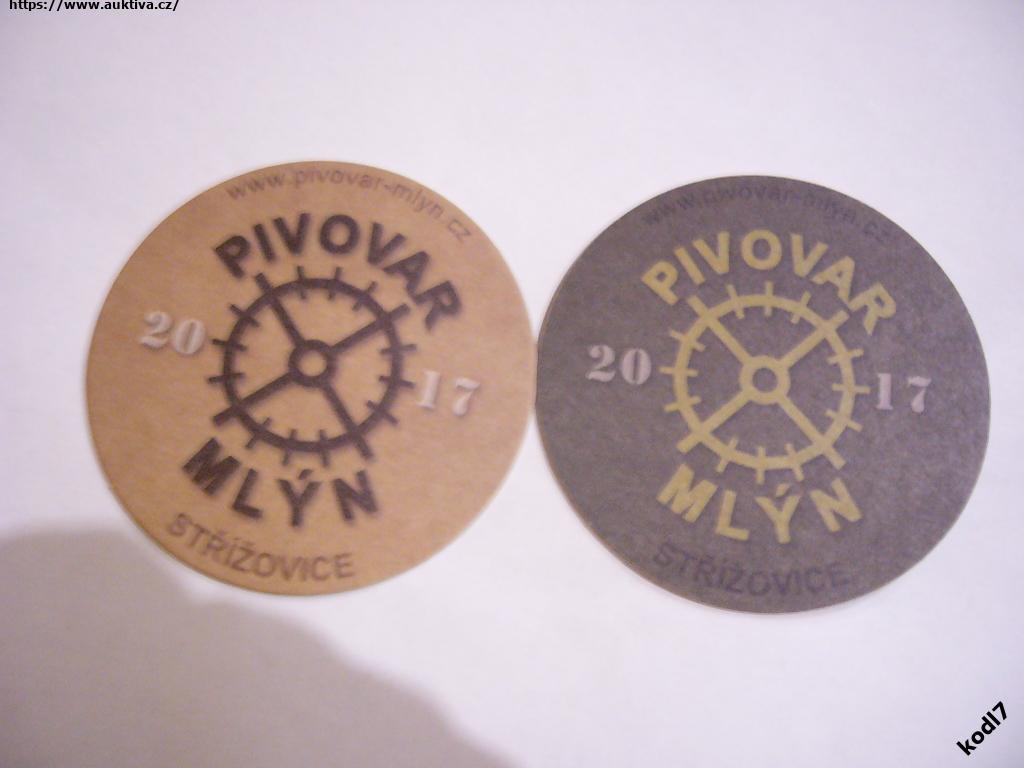 https://www.auktiva.cz/
www.pivovar-mlyn.cz
PIVOVAR
20 17
MLÝN
STŘÍŽOVICE
www.pivovar-mlyn.cz
PIVOVAR
20 17
MLÝN
STŘÍŽOVICE
kodl7